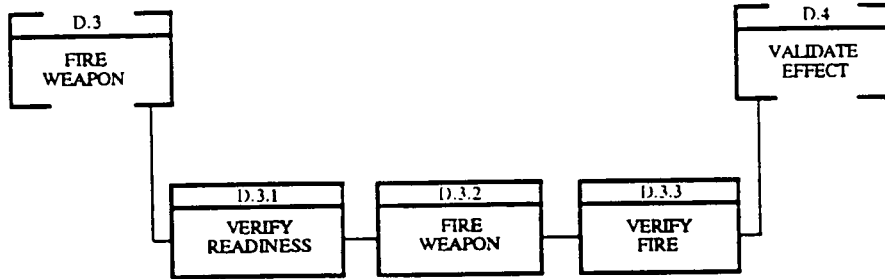 D.3
FIRE
WEAPON
D.4
VALIDATE
EFFECT
D.3.1
VERIFY
READINESS
D.3.2
FIRE
WEAPON
D.3.3
VERIFY
FIRE